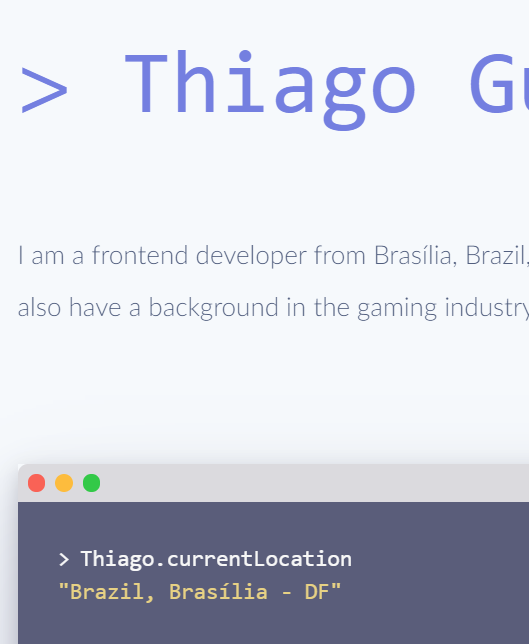 > Thiago Gu
I am a frontend developer from Brasília, Brazil,
also have a background in the gaming industry
> Thiago.currentLocation
"Brazil, Brasília - DF"